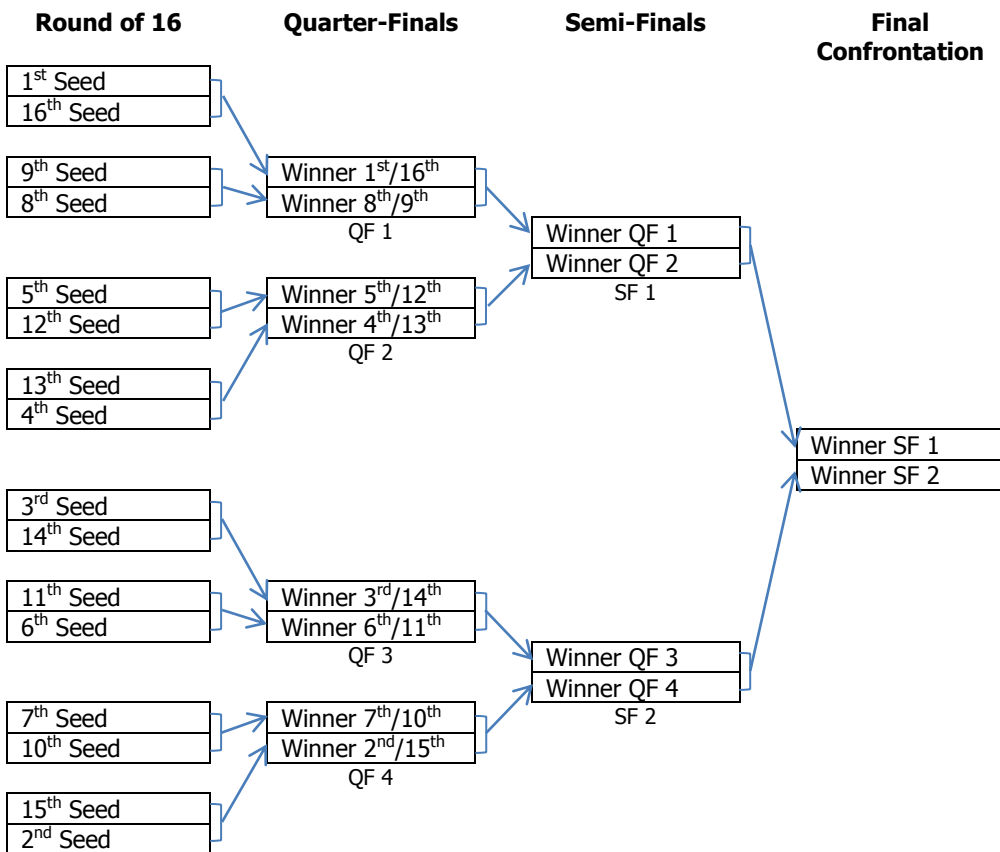 Round of 16
Quarter-Finals
Semi-Finals
Final
Confrontation
1st Seed
16th Seed
9th Seed
8th Seed
5th Seed
12th Seed
13th Seed
4th Seed
3rd Seed
14th Seed
11th Seed
6th Seed
7th Seed
10th Seed
15th Seed
2nd Seed
Winner 1st/16th
Winner 8th/9th
QF 1
Winner 5th/12th
Winner 4th/13th
QF 2
Winner 3rd/14th
Winner 6th/11th
QF 3
Winner 7th/10th
Winner 2nd/15th
QF 4
Winner QF 1
Winner QF 2
SF 1
Winner QF 3
Winner QF 4
SF 2
Winner SF 1
Winner SF 2